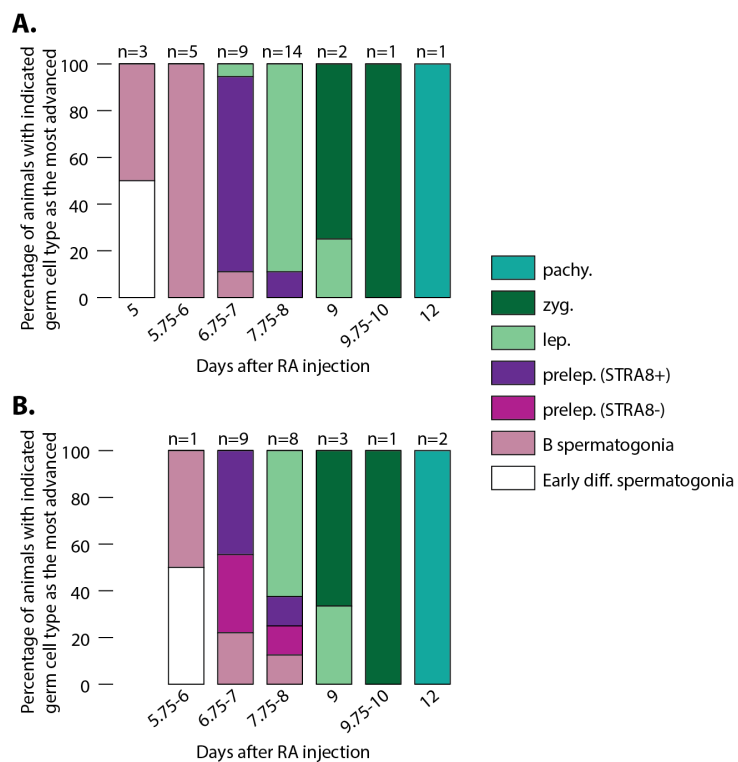 A.
n=3 n=5 n=9 n=14 n=2 n=1 n=1
Percentage of animals with indicated
germ cell type as the most advanced
100
80
60
40
20
0
5 5.75-6 6.75-7 7.75-8 9 9.75-10 12
Days after RA injection
pachy.
zyg.
lep.
prelep. (STRA8+)
prelep. (STRA8-)
B spermatogonia
Early diff. spermatogonia
B.
n=1 n=9 n=8 n=3 n=1 n=2
Percentage of animals with indicated
germ cell type as the most advanced
100
80
60
40
20
0
5.75-6 6.75-7 7.75-8 9 9.75-10 12
Days after RA injection